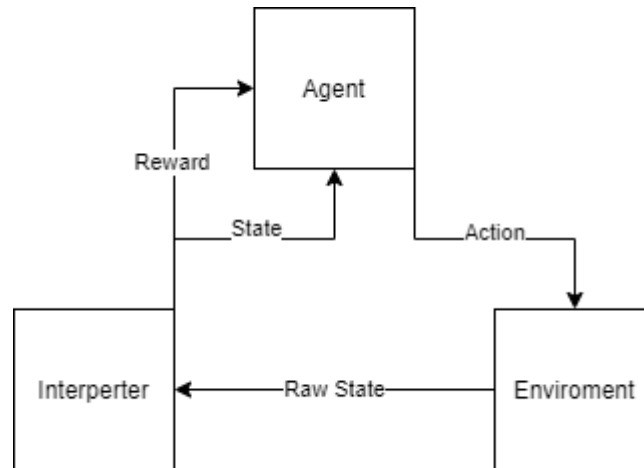 Agent
Reward
State
Action
Interperter
Raw State
Enviroment